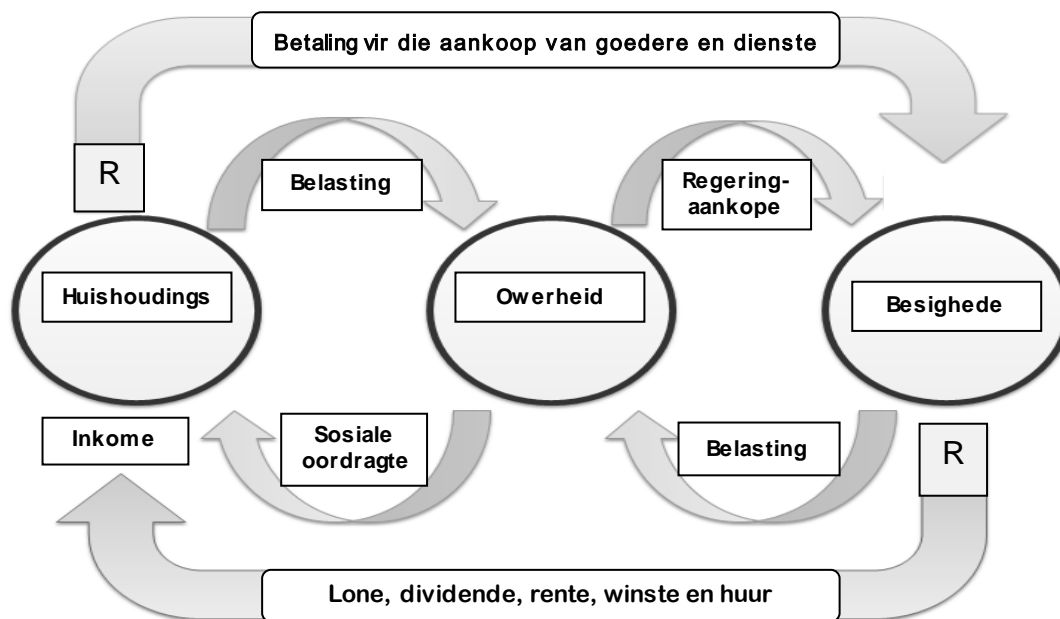 Betaling vir die aankoop van goedere en dienste
R
Belasting
Regering-
aankope
Huishoudings
Owerheid
Besighede
Inkome
Sosiale
oordragte
Belasting
R
Lone, dividende, rente, winste en huur